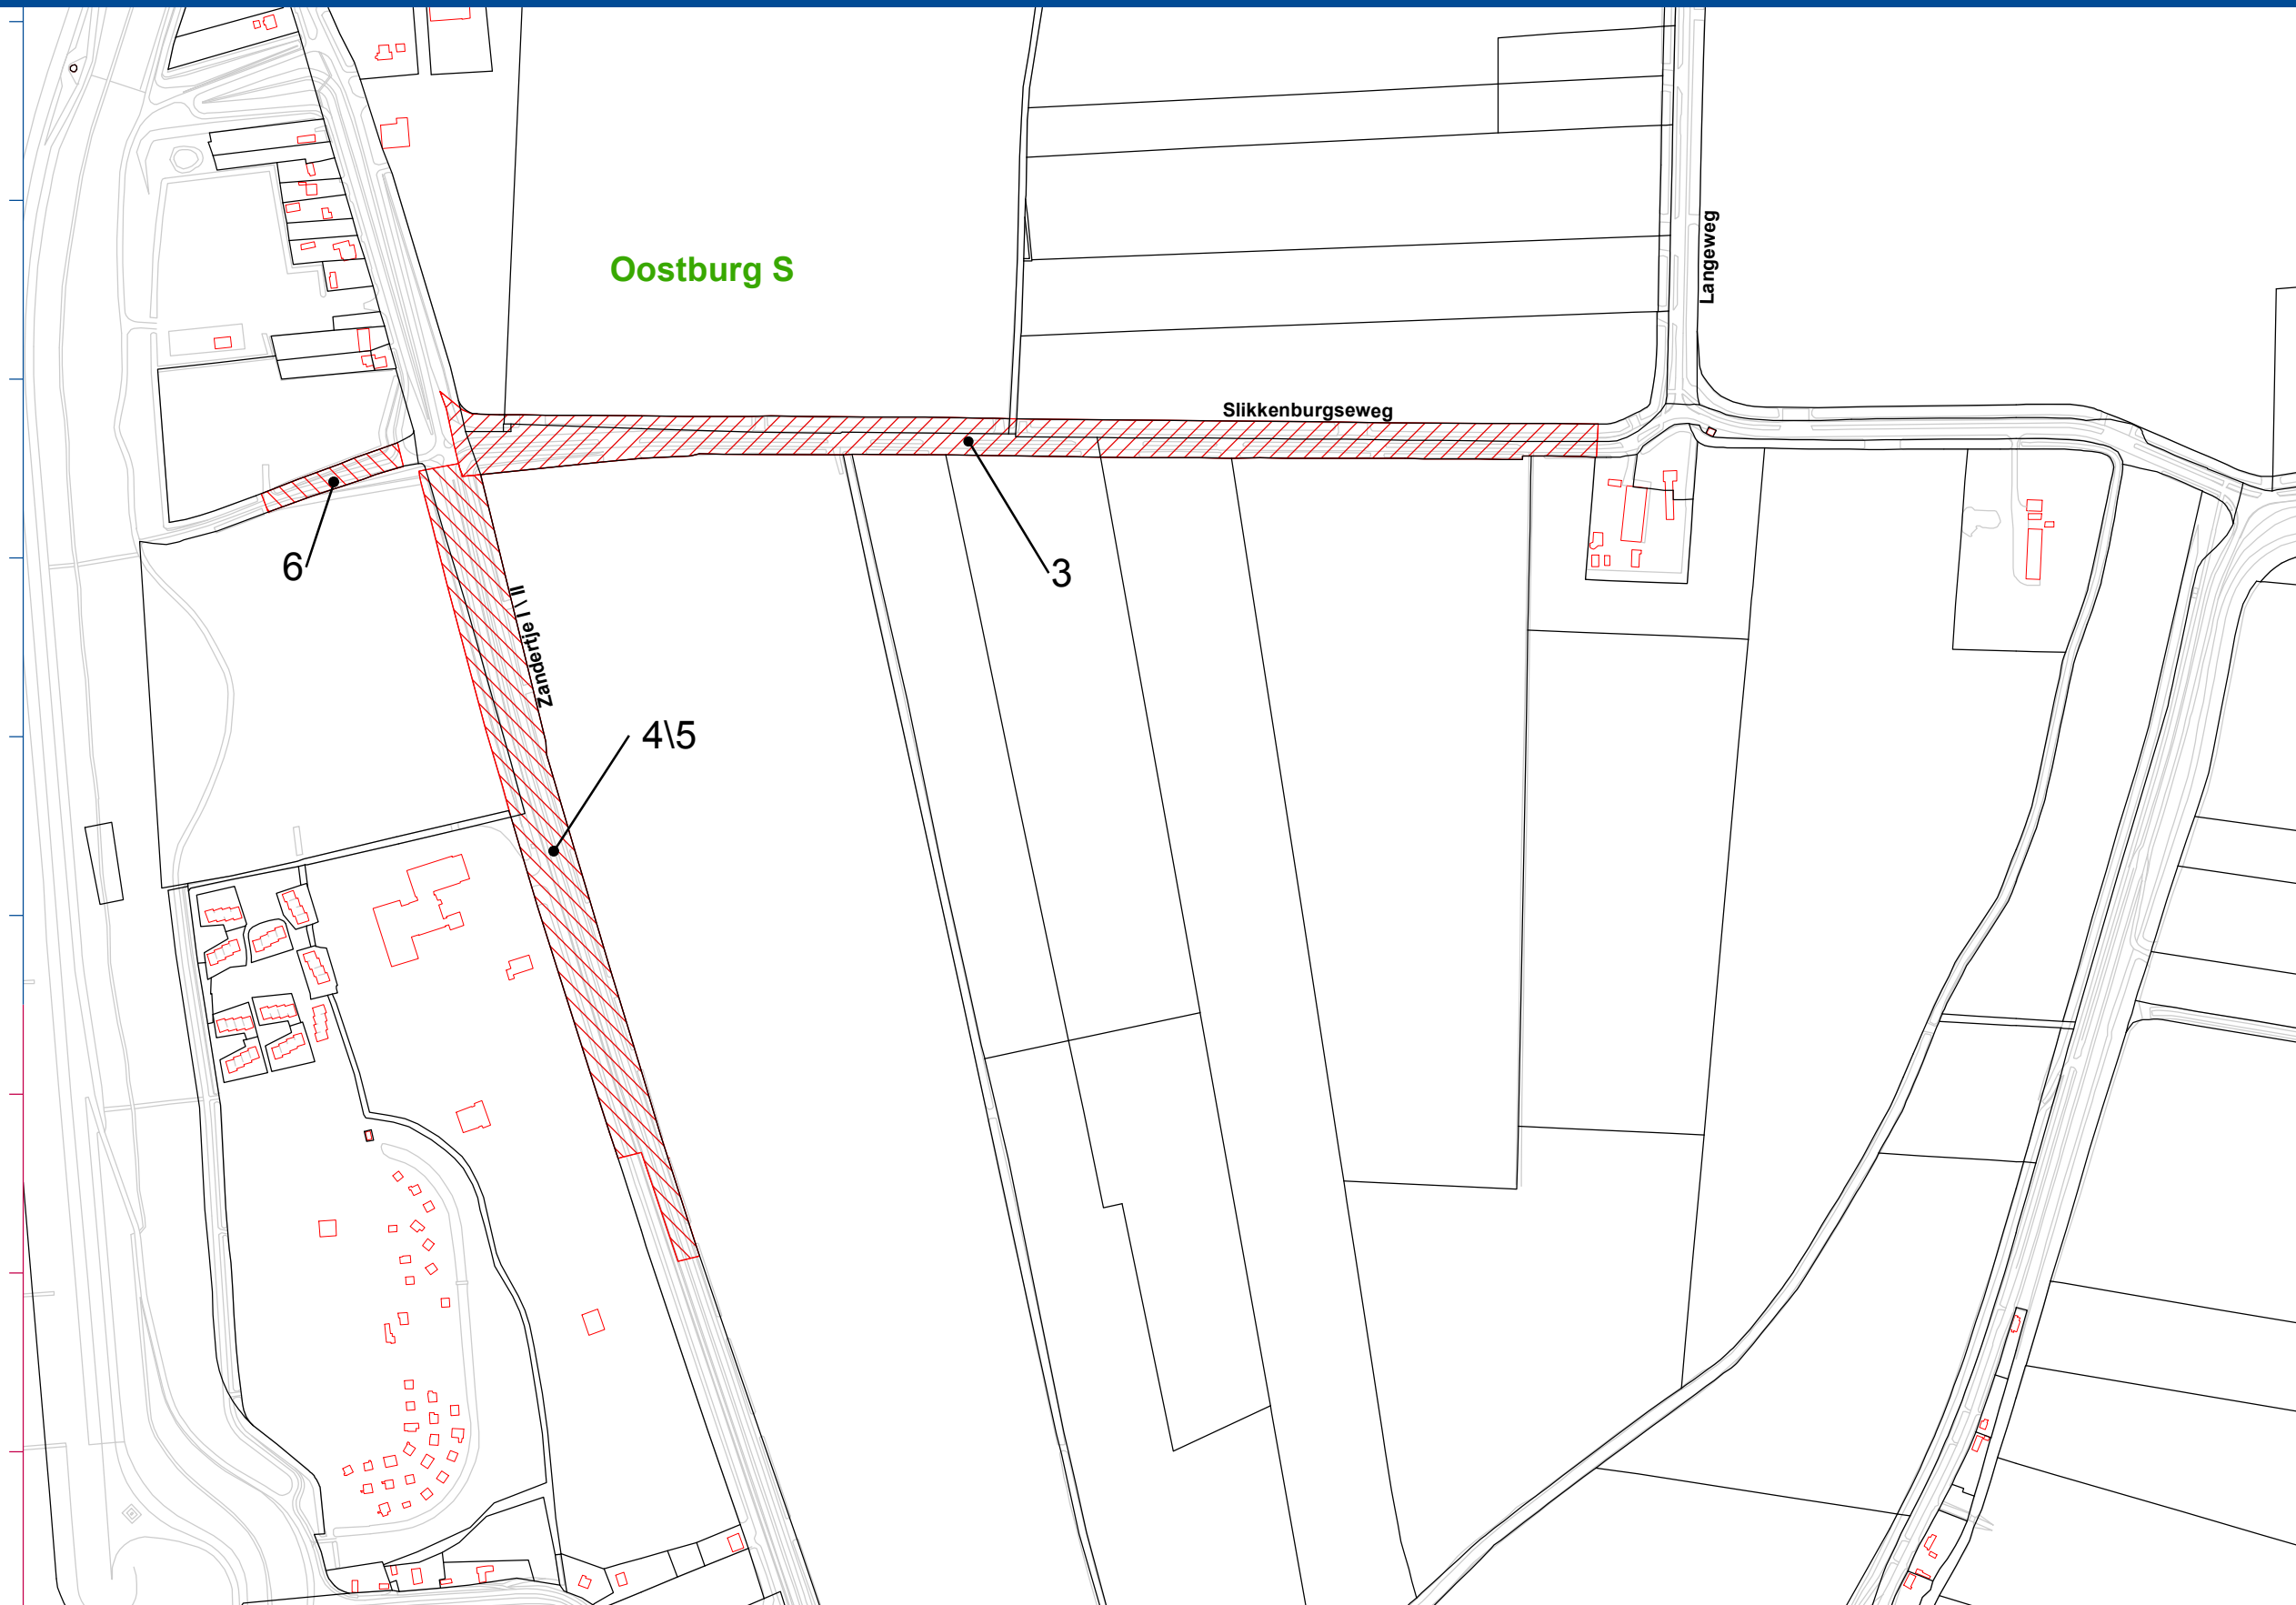 Langeweg
Oostburg S
Slikkenburgseweg
6
3
Zandertje I \ II
4\5